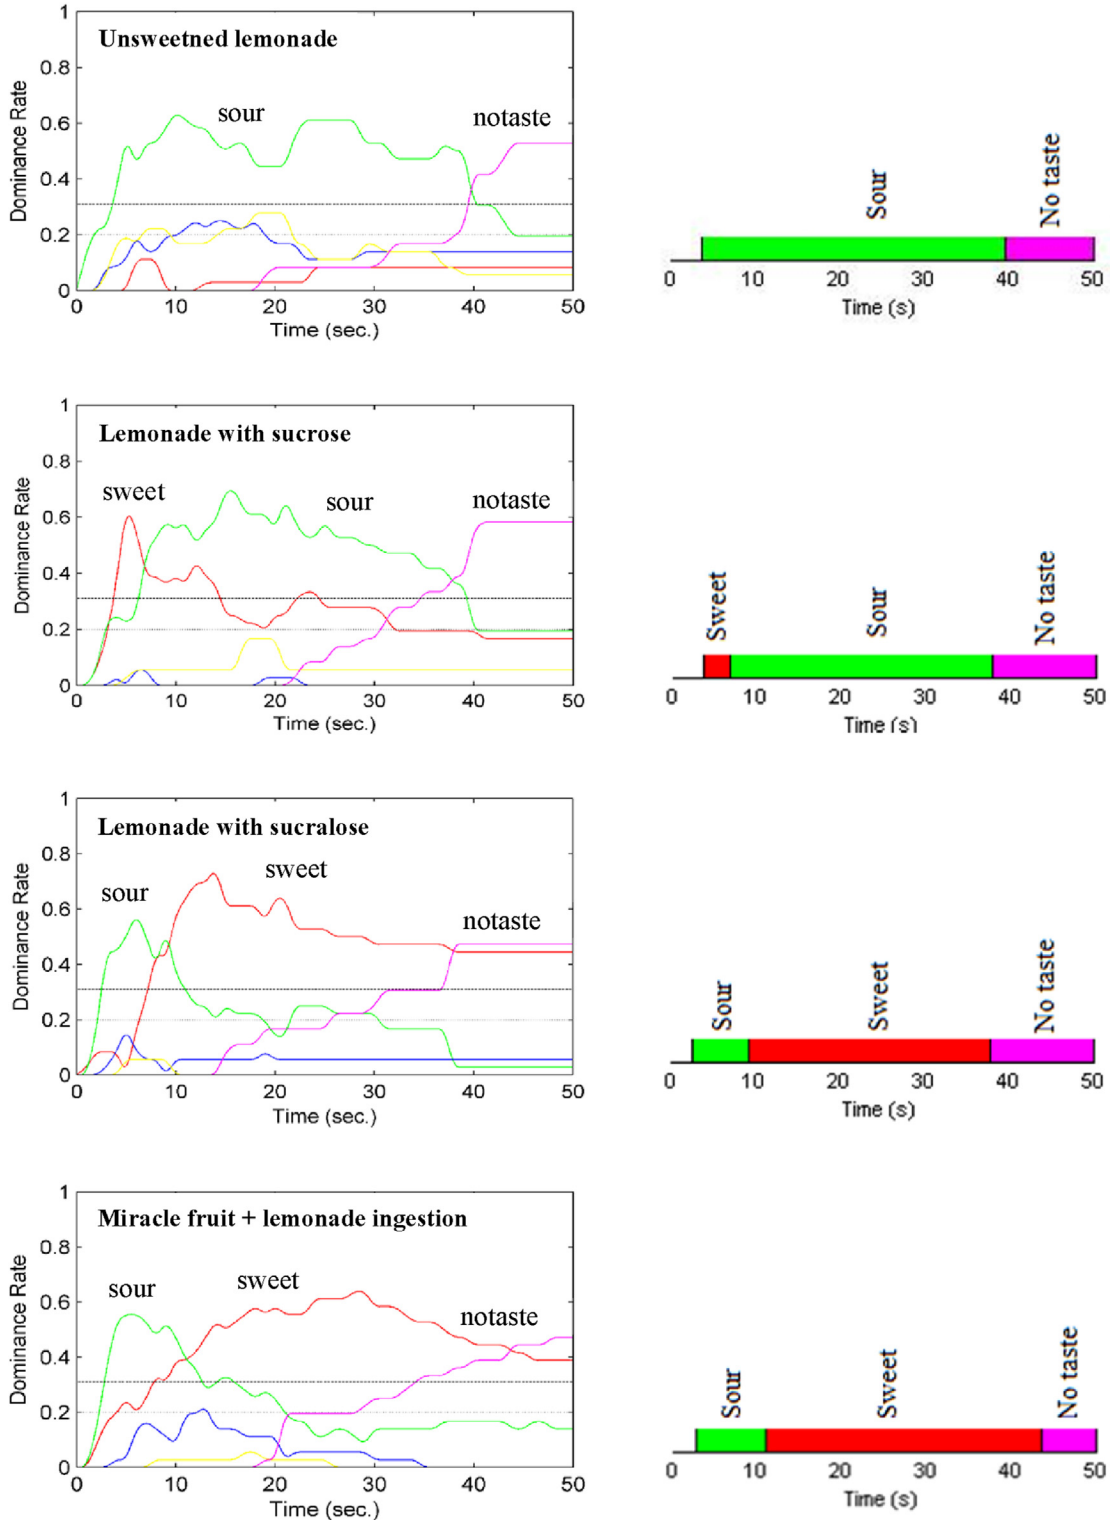 Unsweetned lemonade
sour
notaste
Dominance Rate
1
0.8
0.6
0.4
0.2
0
0 10 20 30 40 50
Time (sec.)
Sour
No taste
0 10 20 30 40 50
Time (s)
Lemonade with sucrose
sweet
sour
notaste
Dominance Rate
1
0.8
0.6
0.4
0.2
0
0 10 20 30 40 50
Time (sec.)
Sweet
Sour
No taste
0 10 20 30 40 50
Time (s)
Lemonade with sucralose
sour
sweet
notaste
Dominance Rate
1
0.8
0.6
0.4
0.2
0
0 10 20 30 40 50
Time (sec.)
Sour
Sweet
No taste
0 10 20 30 40 50
Time (s)
Miracle fruit + lemonade ingestion
sour
sweet
notaste
Dominance Rate
1
0.8
0.6
0.4
0.2
0
0 10 20 30 40 50
Time (sec.)
Sour
Sweet
No taste
0 10 20 30 40 50
Time (s)